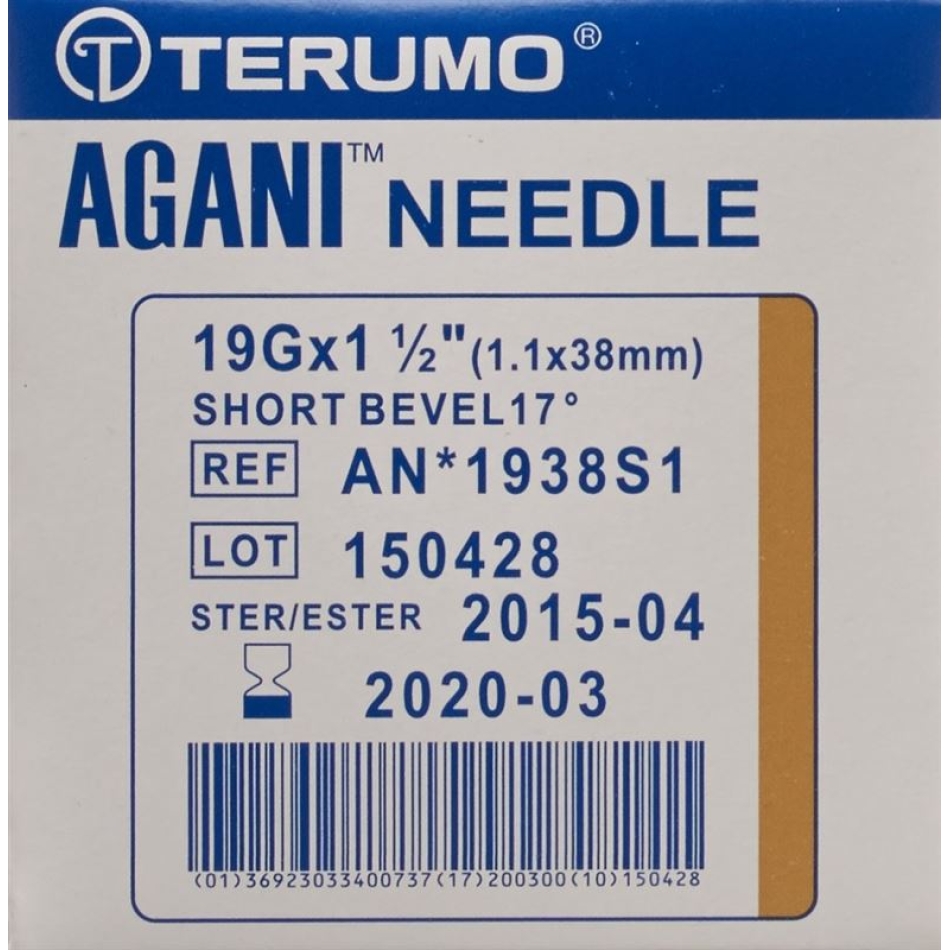 TERUMO®
AGANI™ NEEDLE
19Gx1 ½" (1.1x38mm)
SHORT BEVEL17°
REF AN*1938S1
LOT 150428
STER/ESTER 2015-04
2020-03
(01)36923033400737(17)200300(10)150428